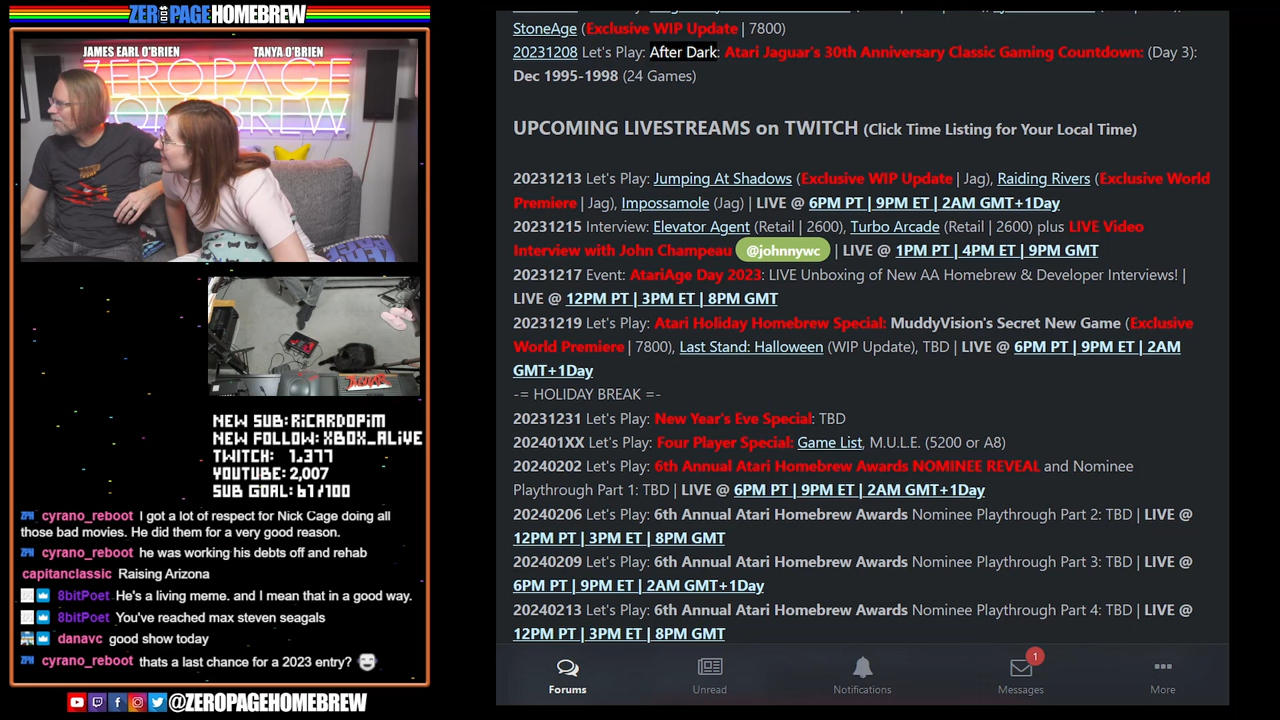 ZERO PAGE HOMEBREW
JAMES EARL O'BRIEN
TANYA O'BRIEN
ZEROPAGE
HOMEBREW
NEW SUB: RICARDOPIM
NEW FOLLOW: XBOX_ALIVE
TWITCH: 1,377
YOUTUBE: 2,007
SUB GOAL: 67/100
cyrano_reboot I got a lot of respect for Nick Cage doing all
those bad movies. He did them for a very good reason.
cyrano_reboot he was working his debts off and rehab
capitanclassic Raising Arizona
8bitPoet He's a living meme. and I mean that in a good way.
8bitPoet You've reached max steven seagals
danavc good show today
cyrano_reboot thats a last chance for a 2023 entry?
@ZEROPAGEHOMEBREW
StoneAge (Exclusive WIP Update | 7800)
20231208 Let's Play: After Dark: Atari Jaguar's 30th Anniversary Classic Gaming Countdown: (Day 3):
Dec 1995-1998 (24 Games)
UPCOMING LIVESTREAMS on TWITCH (Click Time Listing for Your Local Time)
20231213 Let's Play: Jumping At Shadows (Exclusive WIP Update | Jag), Raiding Rivers (Exclusive World
Premiere | Jag), Impossamole (Jag) | LIVE @ 6PM PT | 9PM ET | 2AM GMT+1Day
20231215 Interview: Elevator Agent (Retail | 2600), Turbo Arcade (Retail | 2600) plus LIVE Video
Interview with John Champeau @johnnywc | LIVE @ 1PM PT | 4PM ET | 9PM GMT
20231217 Event: AtariAge Day 2023: LIVE Unboxing of New AA Homebrew & Developer Interviews! |
LIVE @ 12PM PT | 3PM ET | 8PM GMT
20231219 Let's Play: Atari Holiday Homebrew Special: MuddyVision's Secret New Game (Exclusive
World Premiere | 7800), Last Stand: Halloween (WIP Update), TBD | LIVE @ 6PM PT | 9PM ET | 2AM
GMT+1Day
-= HOLIDAY BREAK =-
20231231 Let's Play: New Year's Eve Special: TBD
202401XX Let's Play: Four Player Special: Game List, M.U.L.E. (5200 or A8)
20240202 Let's Play: 6th Annual Atari Homebrew Awards NOMINEE REVEAL and Nominee
Playthrough Part 1: TBD | LIVE @ 6PM PT | 9PM ET | 2AM GMT+1Day
20240206 Let's Play: 6th Annual Atari Homebrew Awards Nominee Playthrough Part 2: TBD | LIVE @
12PM PT | 3PM ET | 8PM GMT
20240209 Let's Play: 6th Annual Atari Homebrew Awards Nominee Playthrough Part 3: TBD | LIVE @
6PM PT | 9PM ET | 2AM GMT+1Day
20240213 Let's Play: 6th Annual Atari Homebrew Awards Nominee Playthrough Part 4: TBD | LIVE @
12PM PT | 3PM ET | 8PM GMT
1
Forums Unread Notifications Messages More